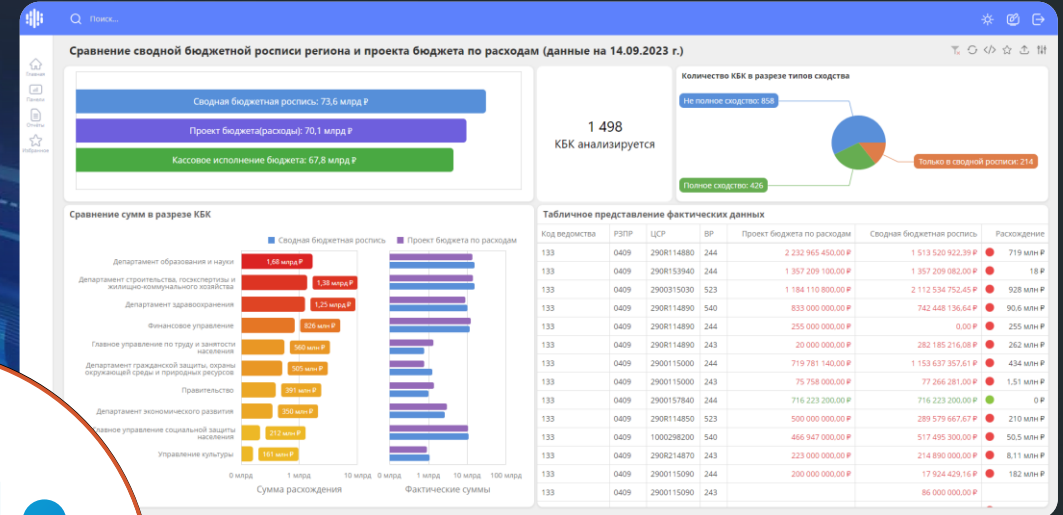 Поиск...
Сравнение сводной бюджетной росписи региона и проекта бюджета по расходам (данные на 14.09.2023 г.)
Главная
Панели
Отчёты
Избранное
Сводная бюджетная роспись: 73,6 млрд ₽
Проект бюджета(расходы): 70,1 млрд ₽
Кассовое исполнение бюджета: 67,8 млрд ₽
1 498
КБК анализируется
Количество КБК в разрезе типов сходства
Не полное сходство: 858
Только в сводной росписи: 214
Полное сходство: 426
Сравнение сумм в разрезе КБК
Сводная бюджетная роспись Проект бюджета по расходам
Департамент образования и науки 1,68 млрд ₽
Департамент строительства, госэкспертизы и
жилищно-коммунального хозяйства 1,38 млрд ₽
Департамент здравоохранения 1,25 млрд ₽
Финансовое управление 826 млн ₽
Главное управление по труду и занятости
населения 560 млн ₽
Департамент гражданской защиты, охраны
окружающей среды и природных ресурсов 505 млн ₽
Правительство 391 млн ₽
Департамент экономического развития 350 млн ₽
главное управление социальной защиты
населения 212 млн ₽
Управление культуры 161 млн ₽
0 млрд 1 млрд 10 млрд 0 млрд 1 млрд 10 млрд 100 млрд
Сумма расхождения Фактические суммы
Табличное представление фактических данных
Код ведомства РЗПР ЦСР ВР Проект бюджета по расходам Сводная бюджетная роспись Расхождение
133 0409 290R114880 244 2 232 965 450,00 ₽ 1 513 520 922,39 ₽ 719 млн ₽
133 0409 290R153940 244 1 357 209 100,00 ₽ 1 357 209 082,00 ₽ 18 ₽
133 0409 2900315030 523 1 184 110 800,00 ₽ 2 112 534 752,45 ₽ 928 млн ₽
133 0409 290R114890 540 833 000 000,00 ₽ 742 448 136,64 ₽ 90,6 млн ₽
133 0409 290R114890 244 255 000 000,00 ₽ 0,00 ₽ 255 млн ₽
133 0409 290R114890 243 20 000 000,00 ₽ 282 185 216,08 ₽ 262 млн ₽
133 0409 2900115000 244 719 781 140,00 ₽ 1 153 637 357,61 ₽ 434 млн ₽
133 0409 2900115000 243 75 758 000,00 ₽ 77 266 281,00 ₽ 1,51 млн ₽
133 0409 2900157840 244 716 223 200,00 ₽ 716 223 200,00 ₽ 0 ₽
133 0409 290R114850 523 500 000 000,00 ₽ 289 579 667,67 ₽ 210 млн ₽
133 0409 1000298200 540 466 947 000,00 ₽ 517 495 300,00 ₽ 50,5 млн ₽
133 0409 290R214870 243 223 000 000,00 ₽ 214 890 000,00 ₽ 8,11 млн ₽
133 0409 2900115090 244 200 000 000,00 ₽ 17 924 429,16 ₽ 182 млн ₽
133 0409 2900115090 243 86 000 000,00 ₽